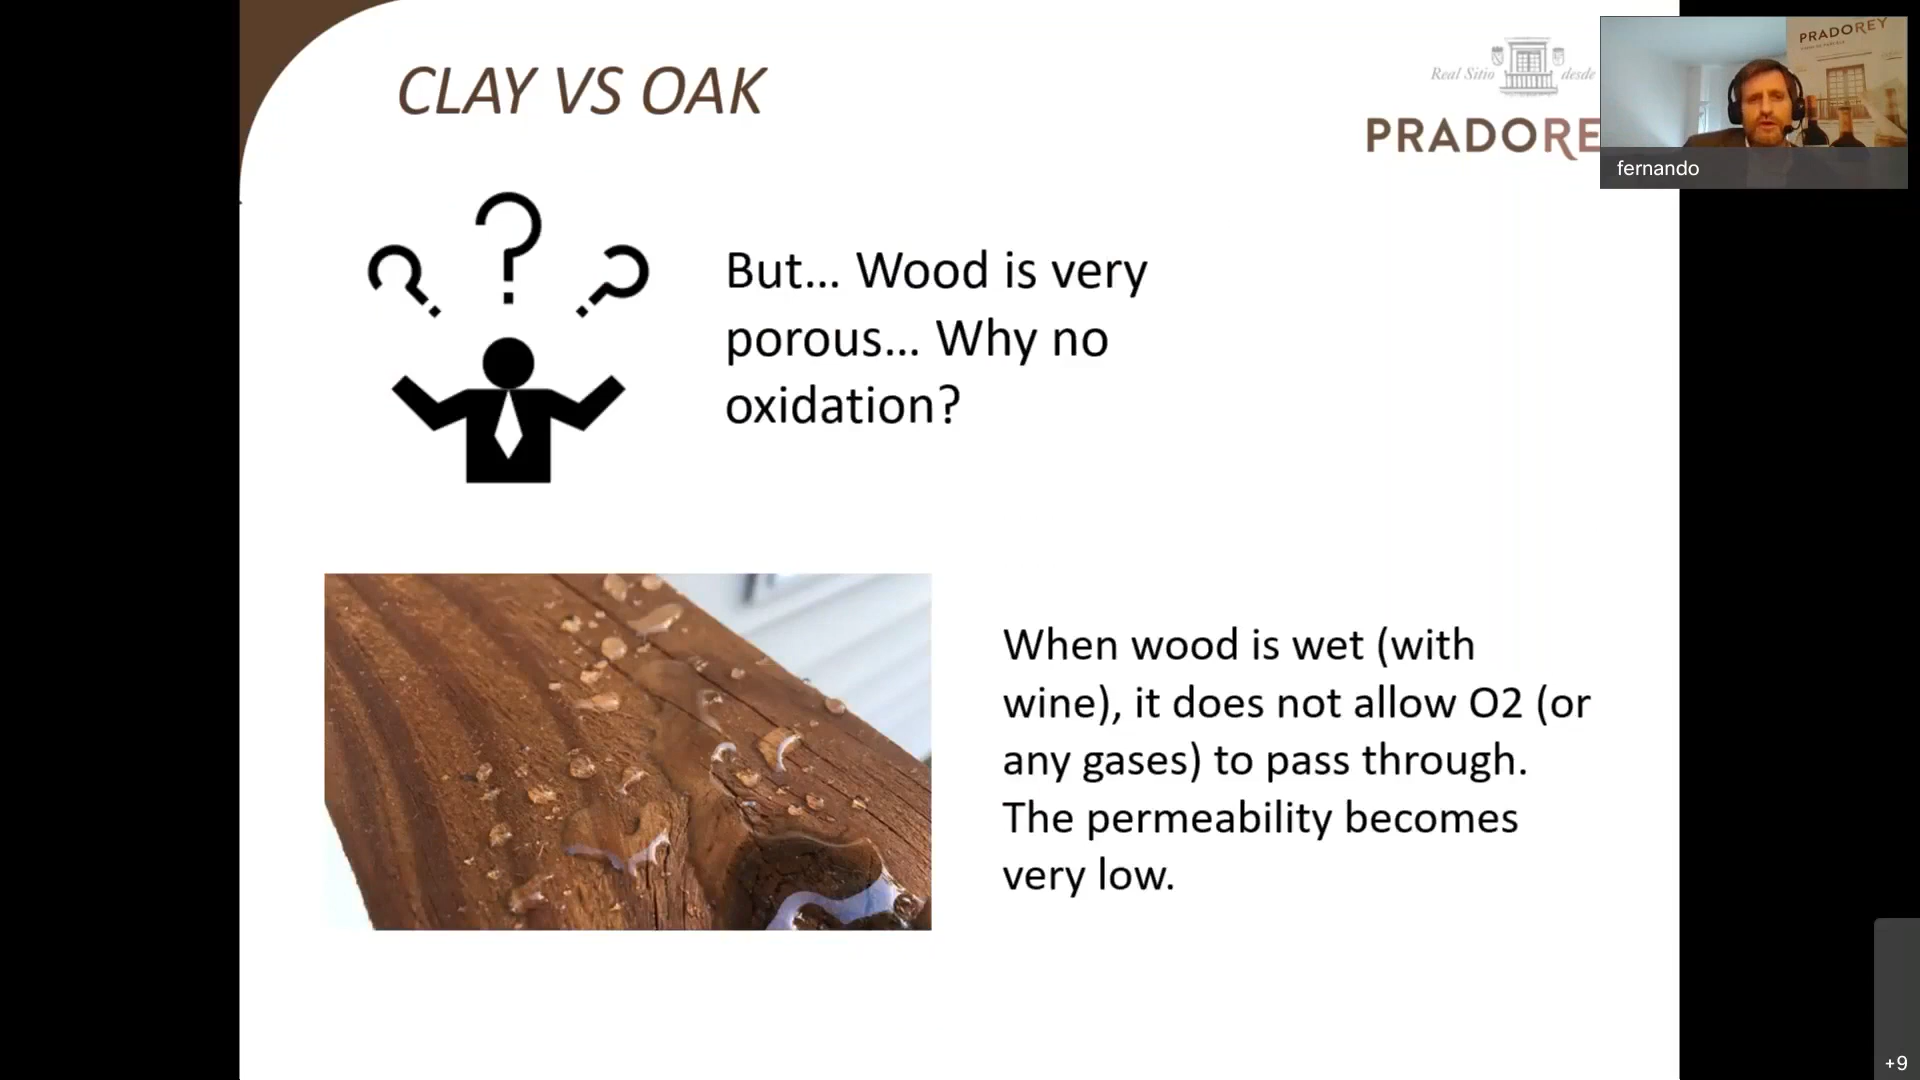 CLAY VS OAK
Real Sitio desde
PRADORE
PRADOREY
fernando
But... Wood is very
porous... Why no
oxidation?
When wood is wet (with
wine), it does not allow O2 (or
any gases) to pass through.
The permeability becomes
very low.
+9